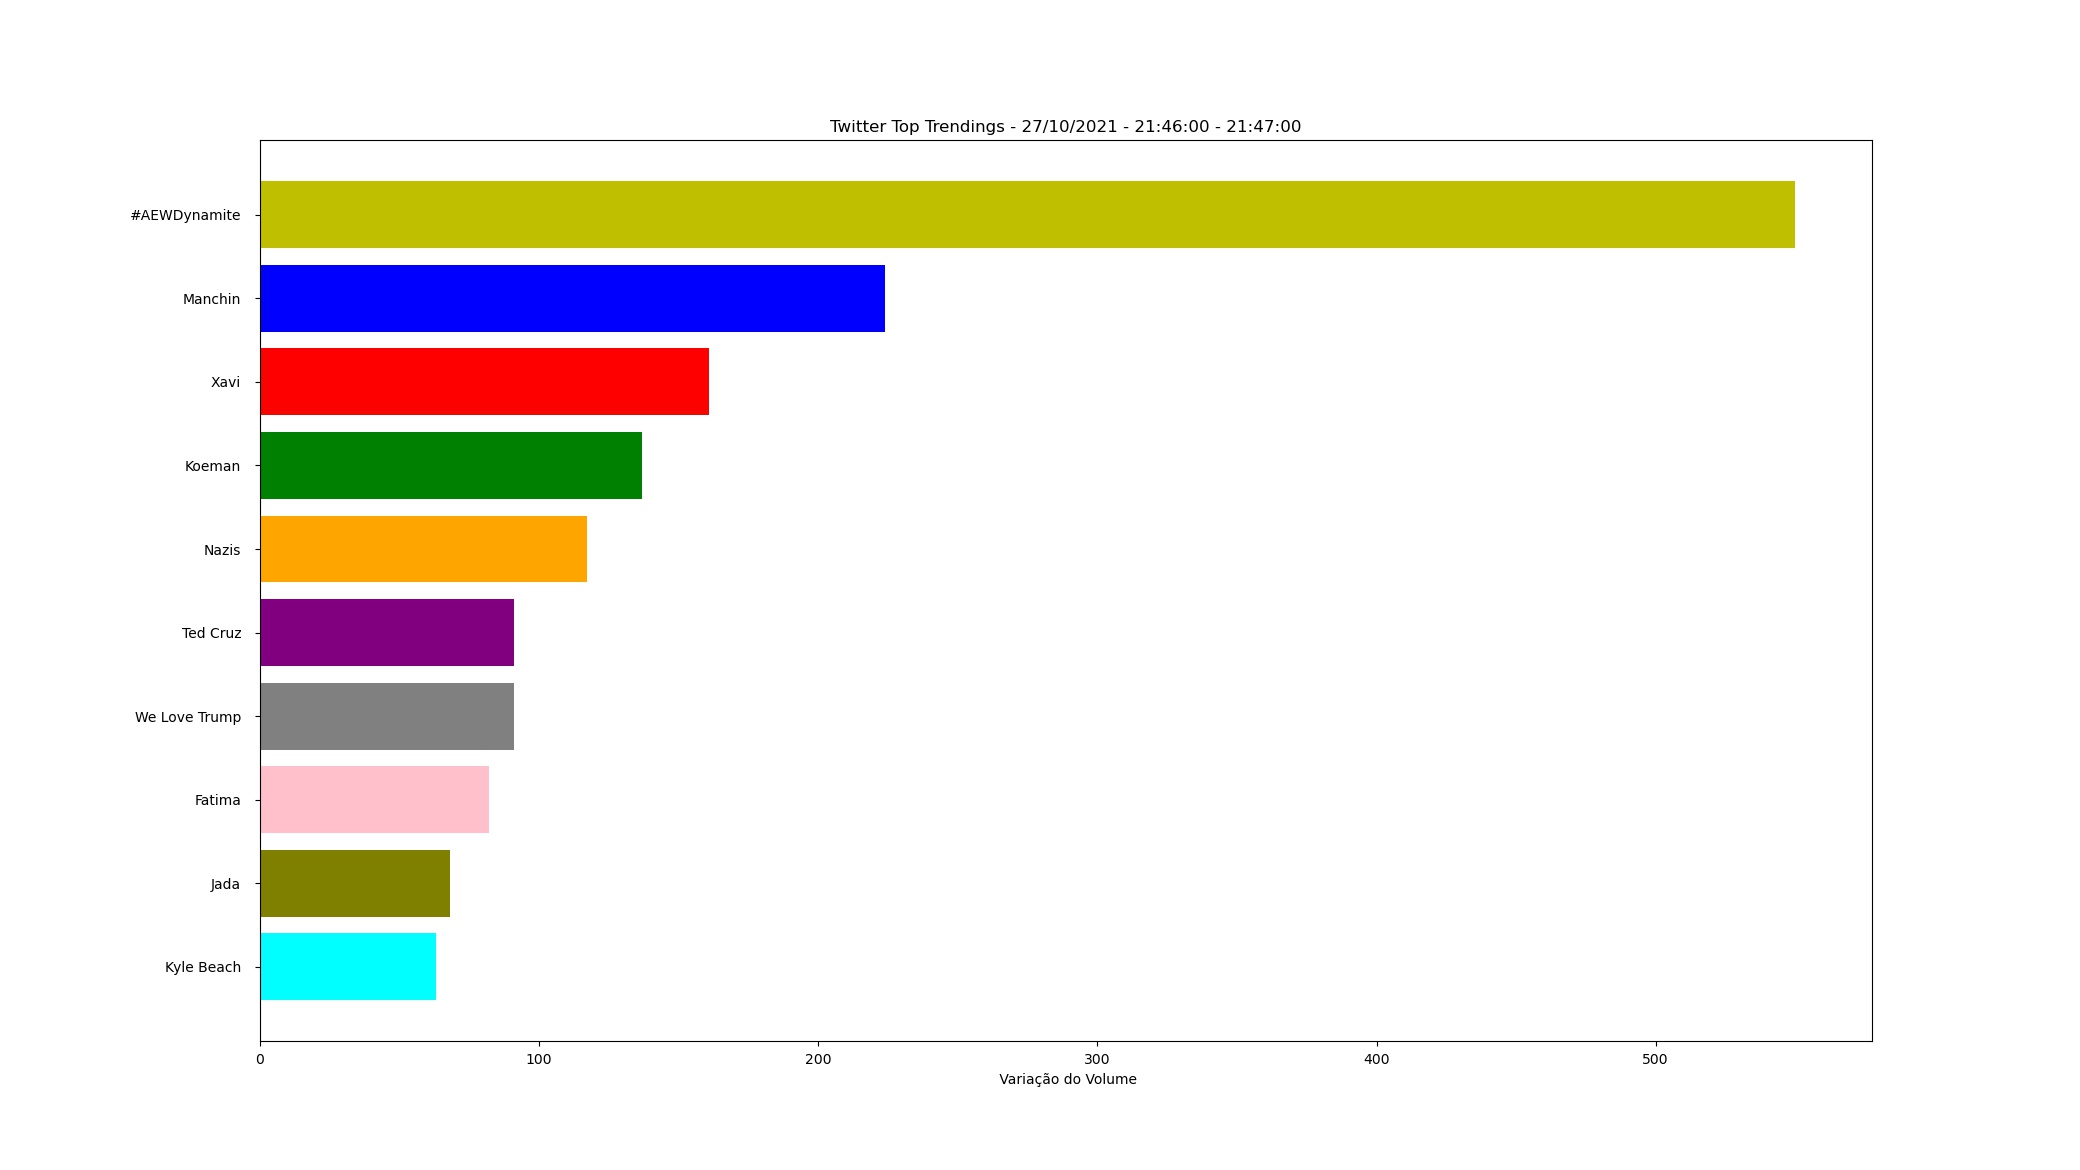 Twitter Top Trendings - 27/10/2021 - 21:46:00 - 21:47:00
#AEWDynamite
Manchin
Xavi
Koeman
Nazis
Ted Cruz
We Love Trump
Fatima
Jada
Kyle Beach
0 100 200 300 400 500
Variação do Volume